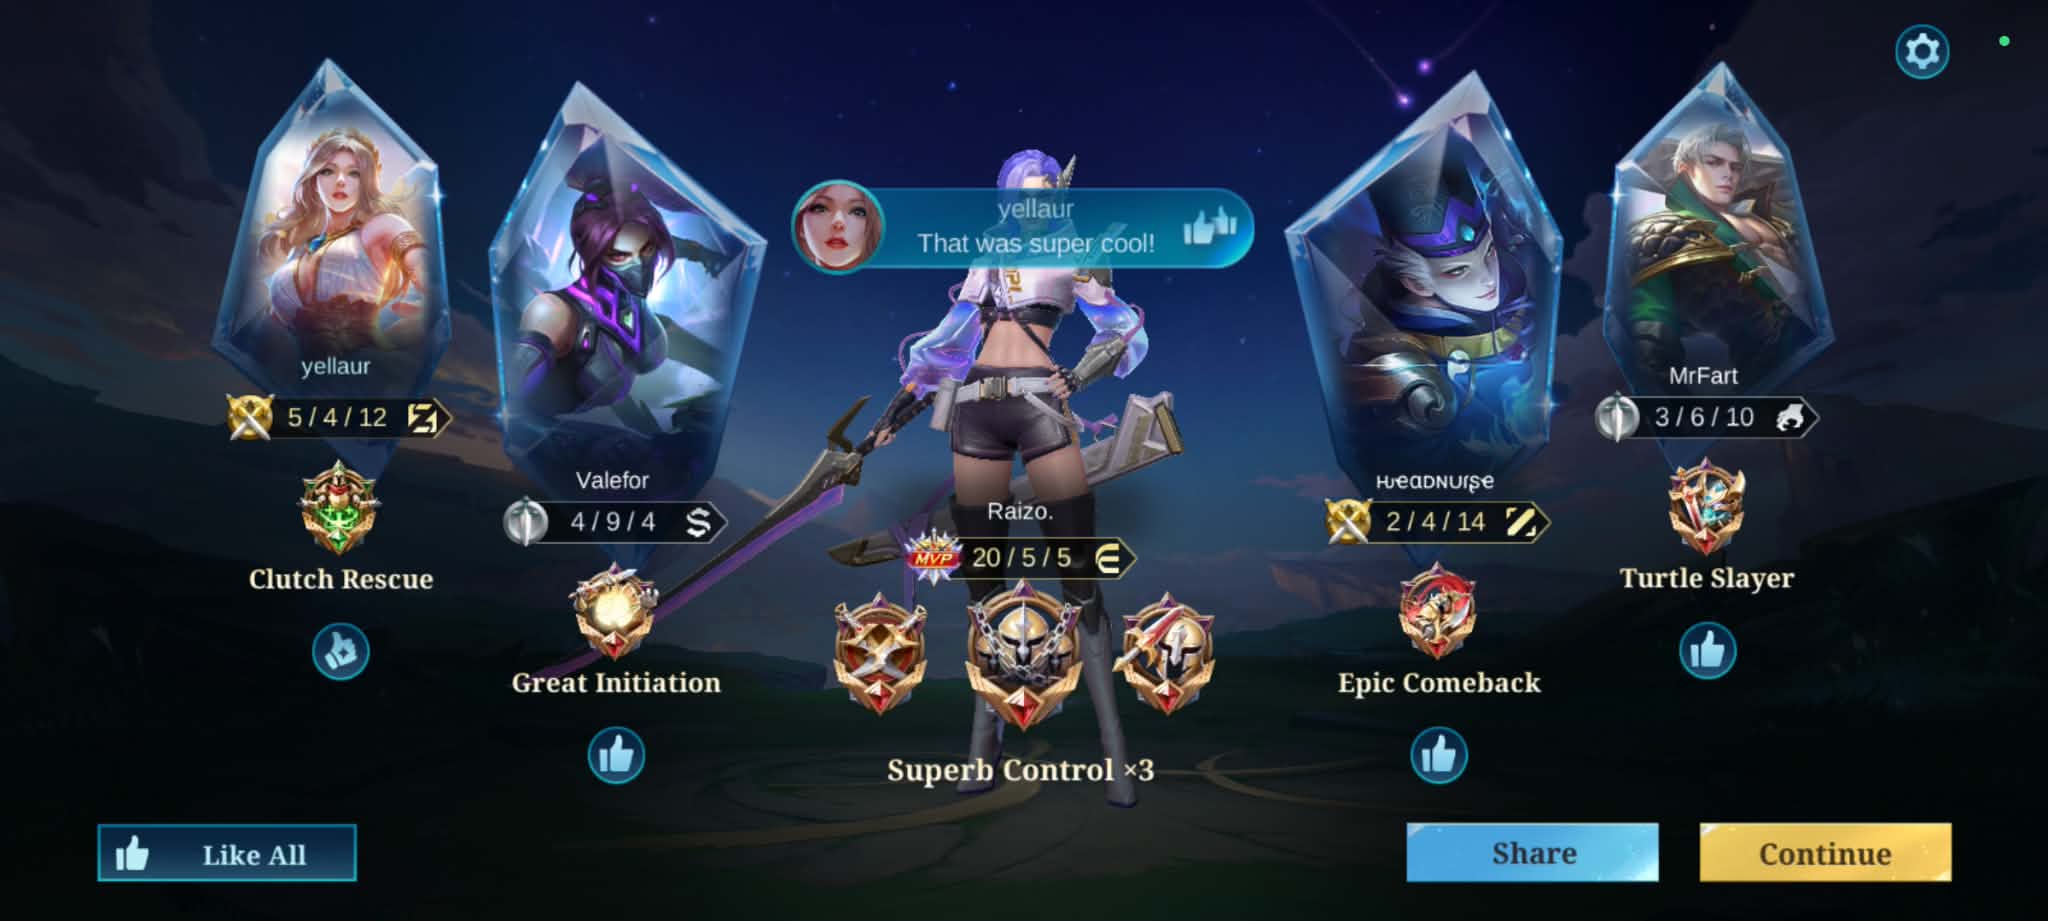 yellaur
That was super cool!
yellaur
5 / 4 / 12
Clutch Rescue
Valefor
4 / 9 / 4
Great Initiation
Raizo.
MVP
20 / 5 / 5
Superb Control ×3
2 / 4 / 14
Epic Comeback
MrFart
3 / 6 / 10
Turtle Slayer
Like All
Share
Continue